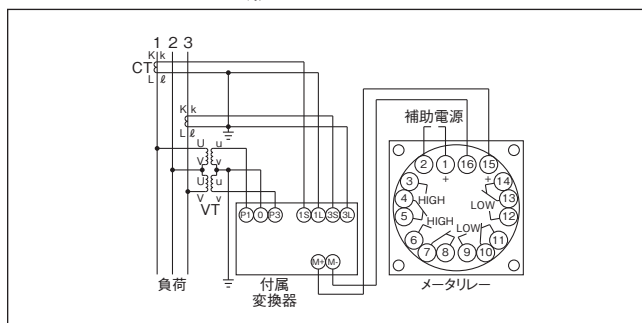 1 2 3
K k
CT
L ℓ
K k
L ℓ
U u
V v
U u
V v
VT
P1 0 P3 1S 1L 3S 3L
M+ M-
負荷
付属
変換器
補助電源
2 1 16 15
+ +
3 14
4 HIGH 13
LOW
5 12
HIGH LOW
6 11
7 8 9 10
メータリレー